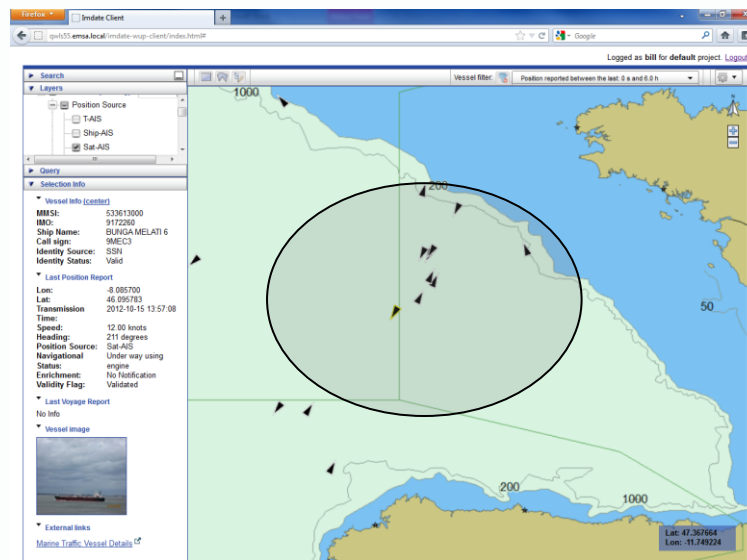 Firefox
Imdate Client
qwls55.emsa.local/imdate-wup-client/index.html#
Google
Logged as bill for default project. Logout
Search
Layers
Vessel filter:
Position reported between the last: 0 s and 6.0 h
Position Source
T-AIS
Ship-AIS
Sat-AIS
Query
Selection Info
Vessel Info (center)
MMSI: 533613000
IMO: 9172260
Ship Name: BUNGA MELATI 6
Call sign: 9MEC3
Identity Source: SSN
Identity Status: Valid
Last Position Report
Lon: -8.085700
Lat: 46.095783
Transmission 2012-10-15 13:57:08
Time:
Speed: 12.00 knots
Heading: 211 degrees
Position Source: Sat-AIS
Navigational Under way using
Status: engine
Enrichment: No Notification
Validity Flag: Validated
Last Voyage Report
No Info
Vessel image
External links
Marine Traffic Vessel Details
1000
200
50
200
1000
N
Lat: 47.367664
Lon: -11.749224